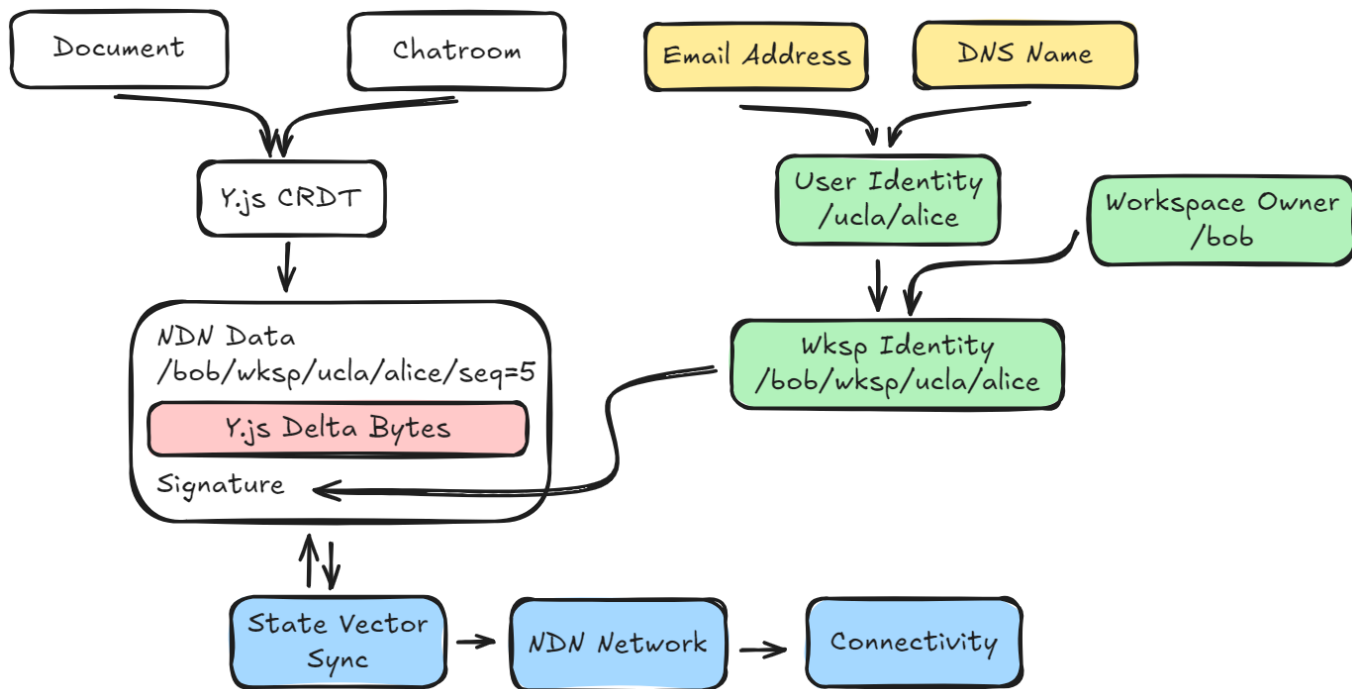 Document
Chatroom
Email Address
DNS Name
Y.js CRDT
User Identity
/ucla/alice
Workspace Owner
/bob
NDN Data
/bob/wksp/ucla/alice/seq=5
Y.js Delta Bytes
Signature
Wksp Identity
/bob/wksp/ucla/alice
State Vector
Sync
NDN Network
Connectivity